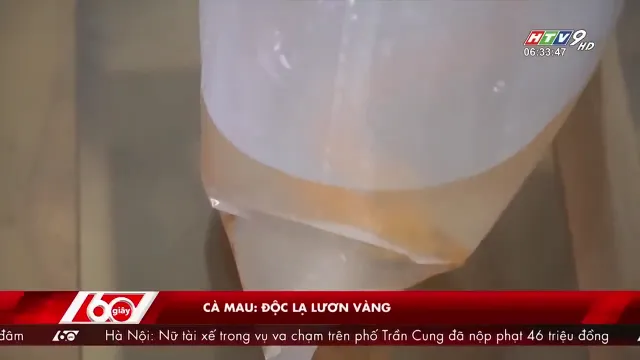 HTV9 HD
06:33:47
60 giây
CÀ MAU: ĐỘC LẠ LƯƠN VÀNG
đâm 60 Hà Nội: Nữ tài xế trong vụ va chạm trên phố Trần Cung đã nộp phạt 46 triệu đồng